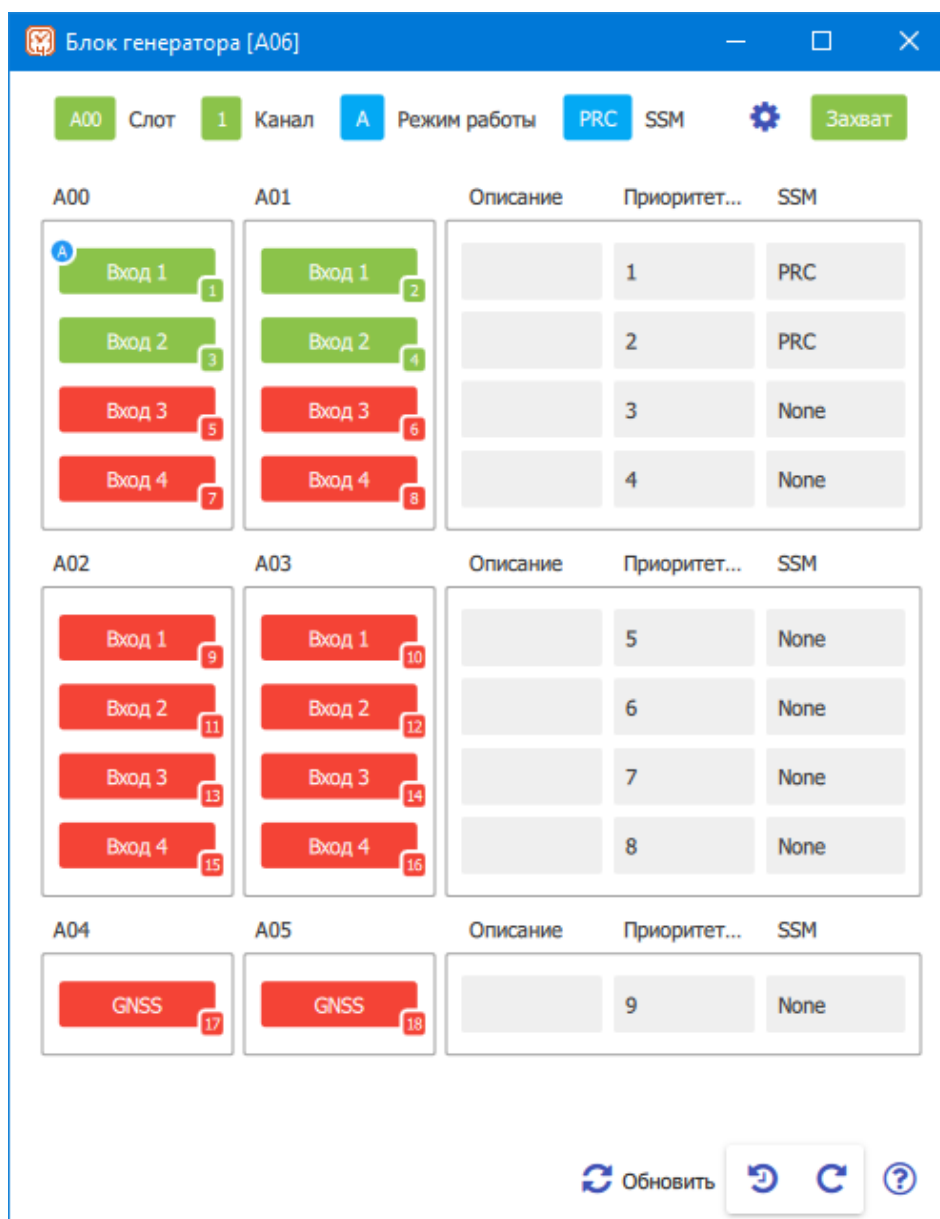 Блок генератора [A06]
A00 Слот 1 Канал A Режим работы PRC SSM Захват
A00 A01 Описание Приоритет... SSM
A
Вход 1 1 Вход 1 2 1 PRC
Вход 2 3 Вход 2 4 2 PRC
Вход 3 5 Вход 3 6 3 None
Вход 4 7 Вход 4 8 4 None
A02 A03 Описание Приоритет... SSM
Вход 1 9 Вход 1 10 5 None
Вход 2 11 Вход 2 12 6 None
Вход 3 13 Вход 3 14 7 None
Вход 4 15 Вход 4 16 8 None
A04 A05 Описание Приоритет... SSM
GNSS 17 GNSS 18 9 None
Обновить